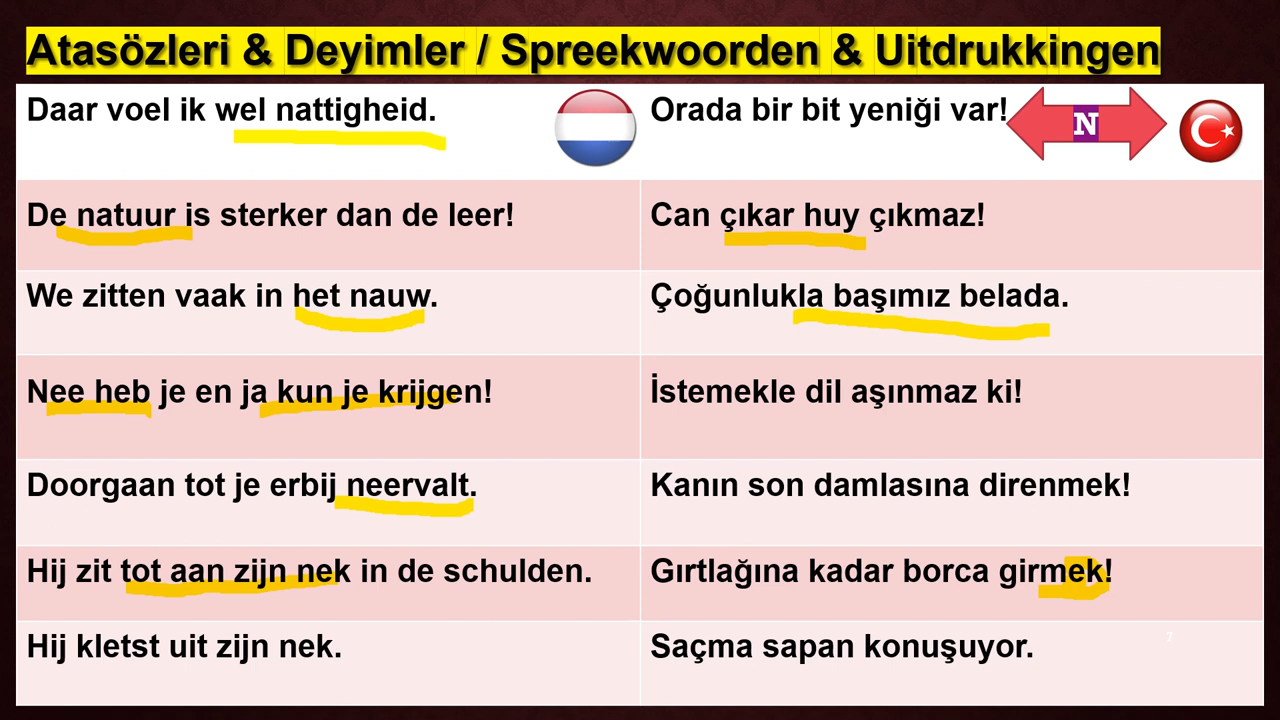 Atasözleri & Deyimler / Spreekwoorden & Uitdrukkingen
Daar voel ik wel nattigheid.
Orada bir bit yeniği var!
N
De natuur is sterker dan de leer!
Can çıkar huy çıkmaz!
We zitten vaak in het nauw.
Çoğunlukla başımız belada.
Nee heb je en ja kun je krijgen!
İstemekle dil aşınmaz ki!
Doorgaan tot je erbij neervalt.
Kanın son damlasına direnmek!
Hij zit tot aan zijn nek in de schulden.
Gırtlağına kadar borca girmek!
Hij kletst uit zijn nek.
Saçma sapan konuşuyor.
7